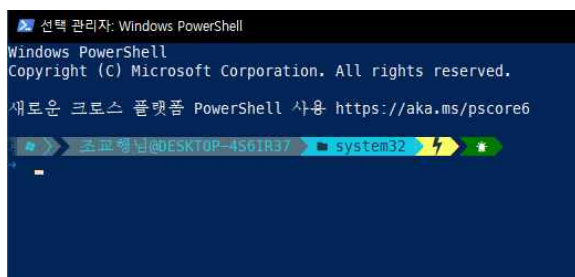 선택 관리자: Windows PowerShell
Windows PowerShell
Copyright (C) Microsoft Corporation. All rights reserved.
새로운 크로스 플랫폼 PowerShell 사용 https://aka.ms/pscore6
조교행님@DESKTOP-4S6IR37 system32